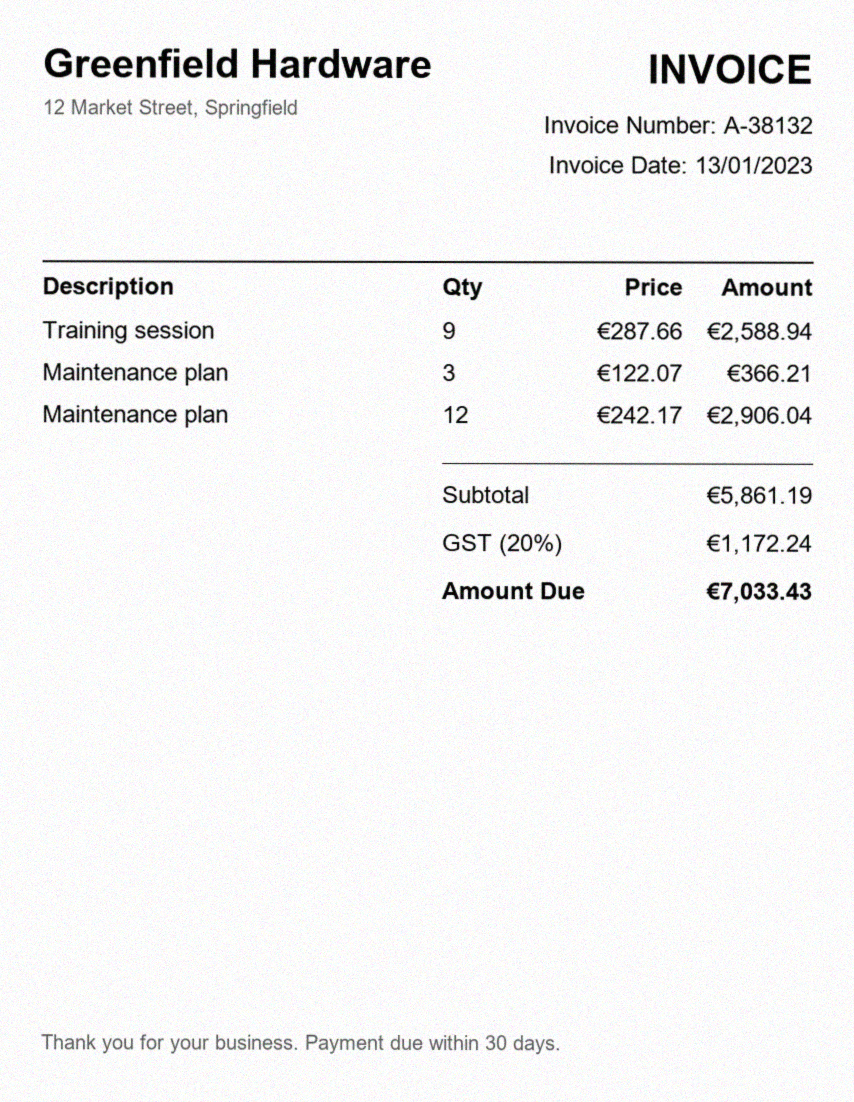 Greenfield Hardware
INVOICE
12 Market Street, Springfield
Invoice Number: A-38132
Invoice Date: 13/01/2023
Description Qty Price Amount
Training session 9 €287.66 €2,588.94
Maintenance plan 3 €122.07 €366.21
Maintenance plan 12 €242.17 €2,906.04
Subtotal €5,861.19
GST (20%) €1,172.24
Amount Due €7,033.43
Thank you for your business. Payment due within 30 days.